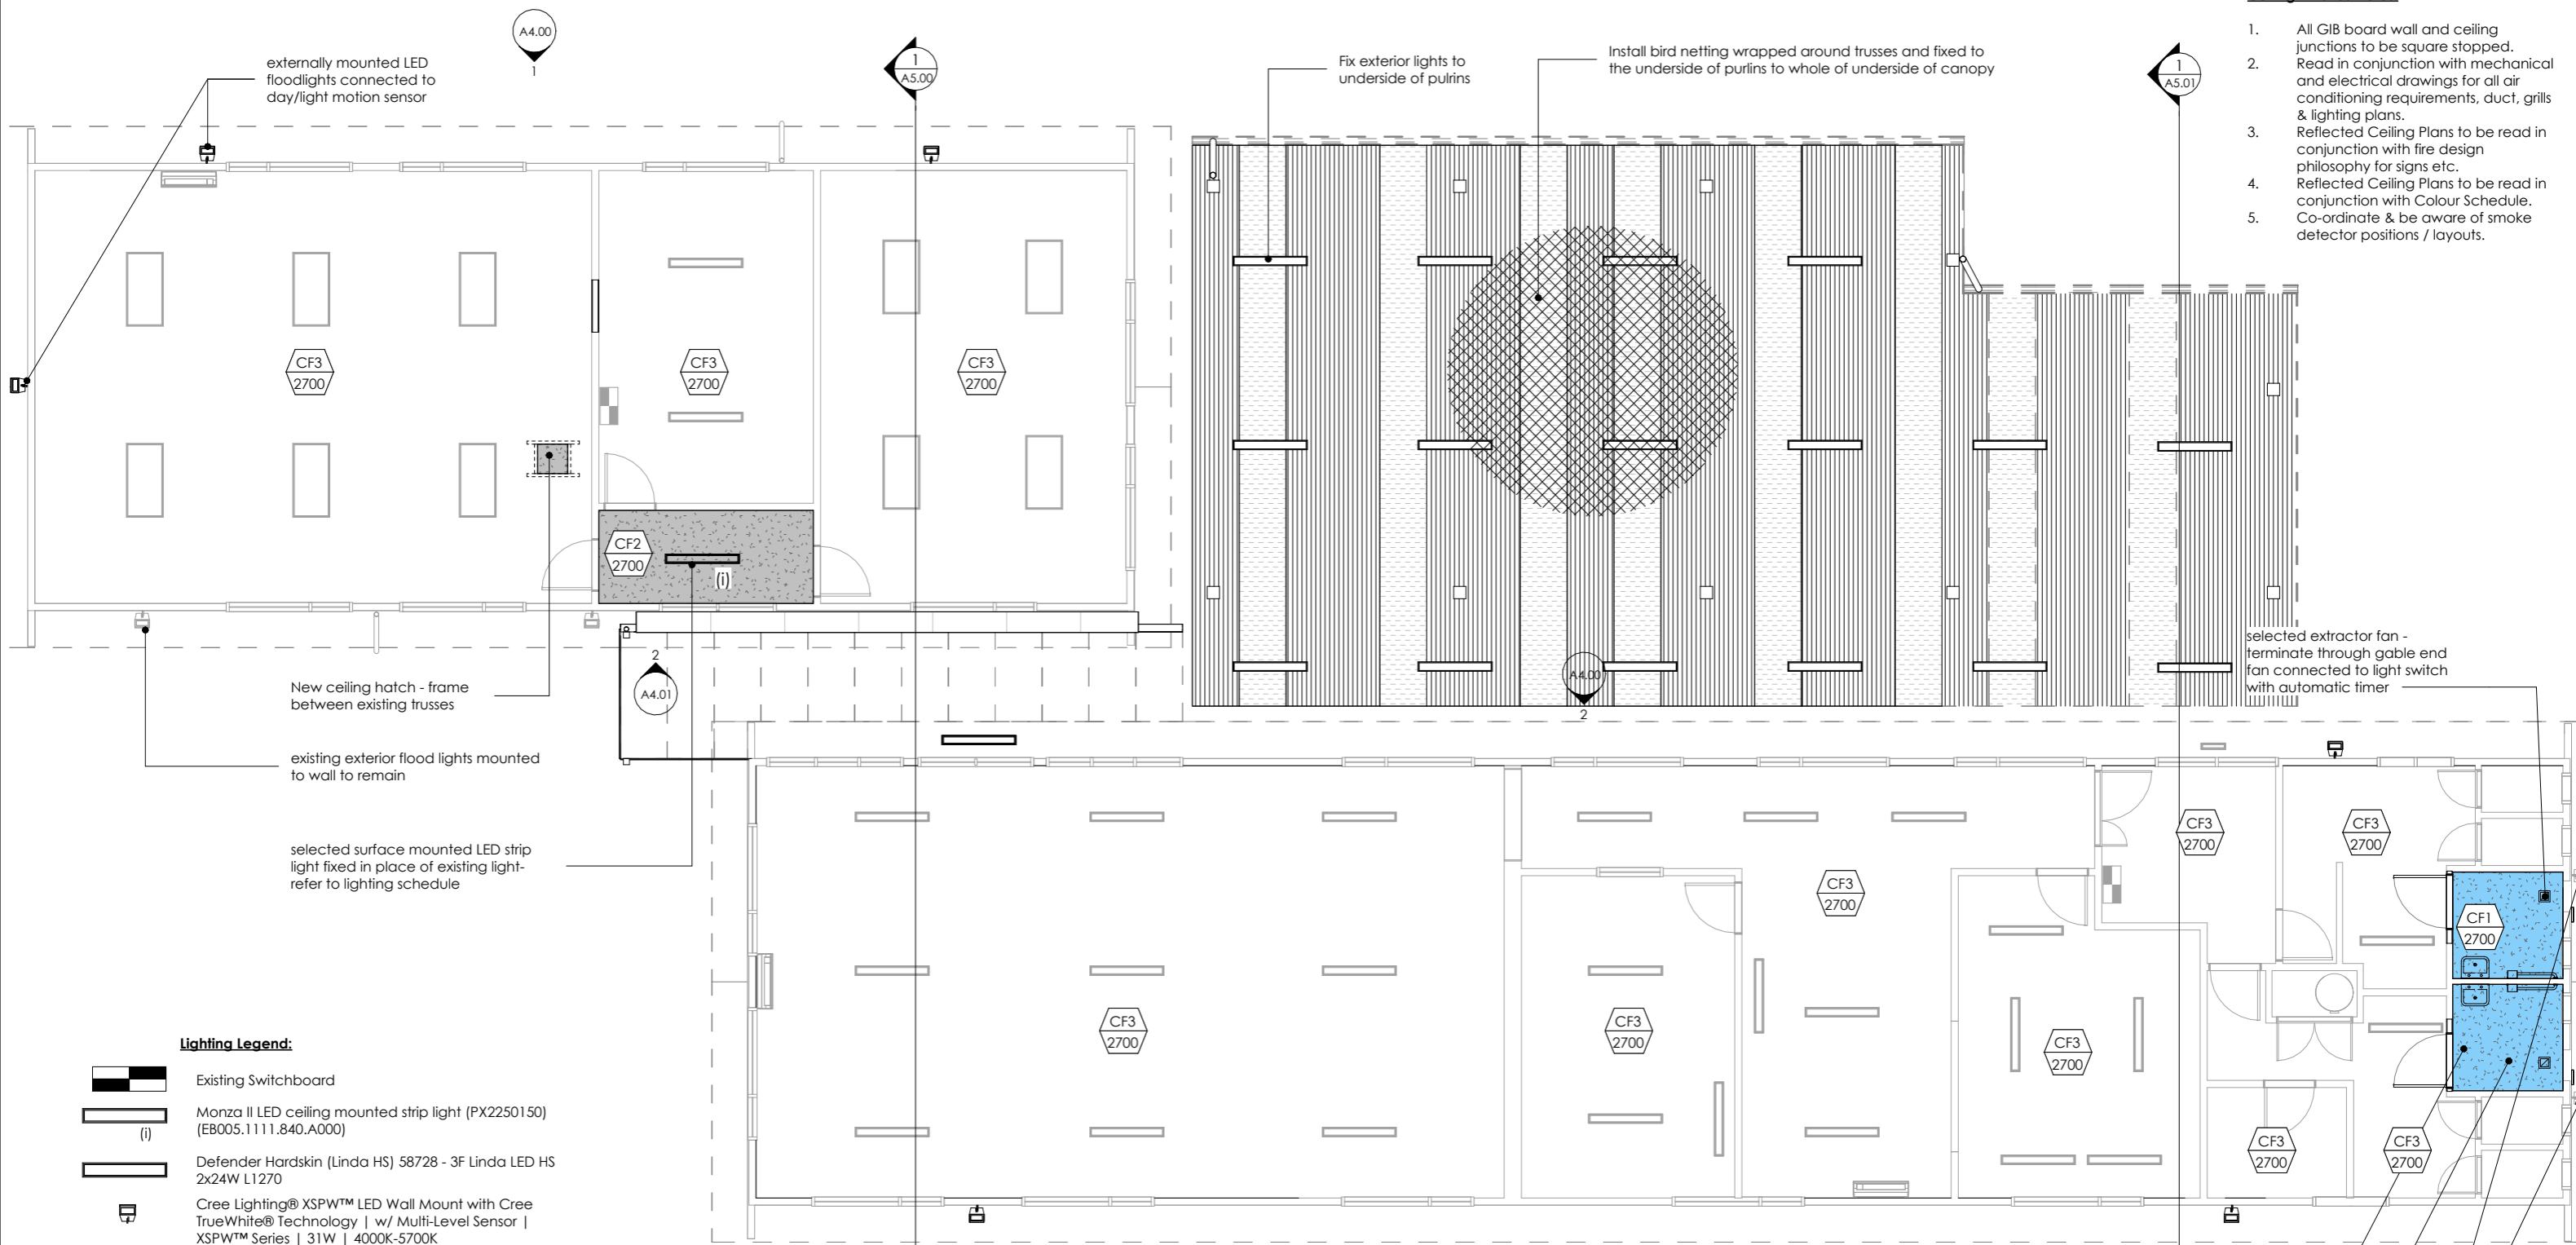 A4.00
1
externally mounted LED
floodlights connected to
day/light motion sensor
1
A5.00
Fix exterior lights to
underside of pulrins
Install bird netting wrapped around trusses and fixed to
the underside of purlins to whole of underside of canopy
1
A5.01
1. All GIB board wall and ceiling
junctions to be square stopped.
2. Read in conjunction with mechanical
and electrical drawings for all air
conditioning requirements, duct, grills
& lighting plans.
3. Reflected Ceiling Plans to be read in
conjunction with fire design
philosophy for signs etc.
4. Reflected Ceiling Plans to be read in
conjunction with Colour Schedule.
5. Co-ordinate & be aware of smoke
detector positions / layouts.
CF3
2700
CF3
2700
CF3
2700
CF2
2700
(i)
2
A4.01
A4.00
2
New ceiling hatch - frame
between existing trusses
existing exterior flood lights mounted
to wall to remain
selected surface mounted LED strip
light fixed in place of existing light-
refer to lighting schedule
selected extractor fan -
terminate through gable end
fan connected to light switch
with automatic timer
CF3
2700
CF3
2700
CF3
2700
CF1
2700
CF3
2700
CF3
2700
CF3
2700
CF3
2700
CF3
2700
Lighting Legend:
Existing Switchboard
Monza II LED ceiling mounted strip light (PX2250150)
(EB005.1111.840.A000)
(i)
Defender Hardskin (Linda HS) 58728 - 3F Linda LED HS
2x24W L1270
Cree Lighting® XSPW™ LED Wall Mount with Cree
TrueWhite® Technology | w/ Multi-Level Sensor |
XSPW™ Series | 31W | 4000K-5700K